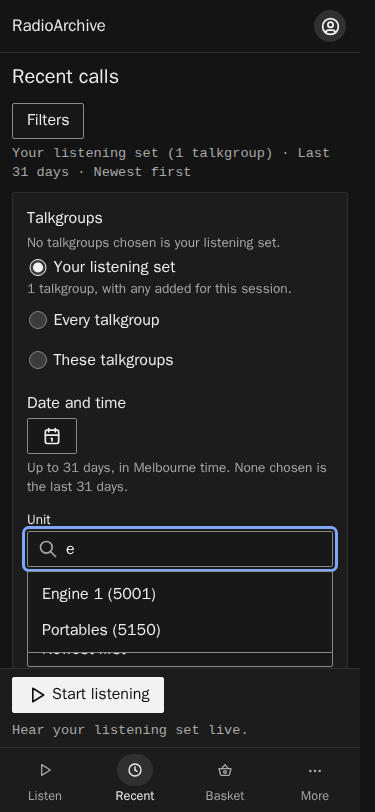 RadioArchive
Recent calls
Filters
Your listening set (1 talkgroup) · Last
31 days · Newest first
Talkgroups
No talkgroups chosen is your listening set.
Your listening set
1 talkgroup, with any added for this session.
Every talkgroup
These talkgroups
Date and time
Up to 31 days, in Melbourne time. None chosen is
the last 31 days.
Unit
e
Engine 1 (5001)
Portables (5150)
Start listening
Hear your listening set live.
Listen
Recent
Basket
More